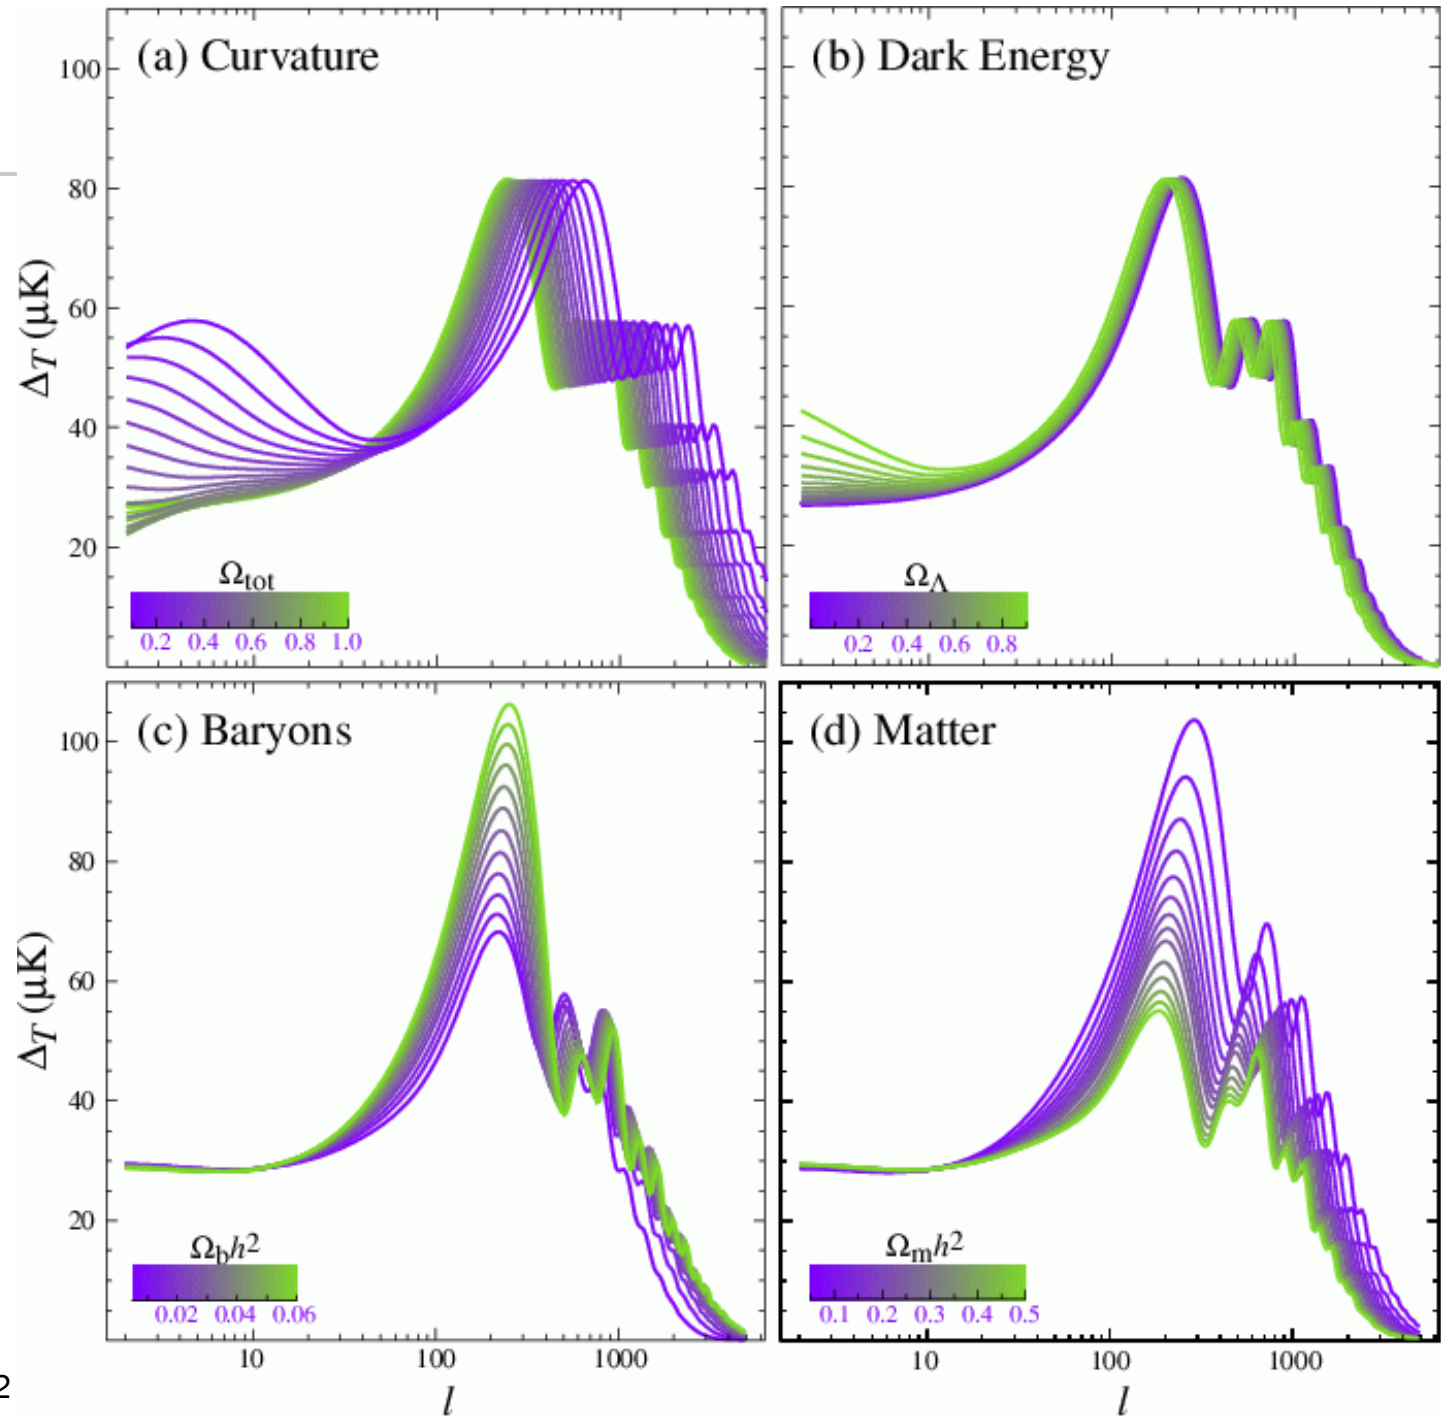 (a) Curvature
(b) Dark Energy
100
80
60
40
20
Δ_T (μK)
Ω_tot
0.2 0.4 0.6 0.8 1.0
Ω_Λ
0.2 0.4 0.6 0.8
(c) Baryons
(d) Matter
100
80
60
40
20
Δ_T (μK)
Ω_b h²
0.02 0.04 0.06
Ω_m h²
0.1 0.2 0.3 0.4 0.5
10 100 1000
10 100 1000
l
l
2